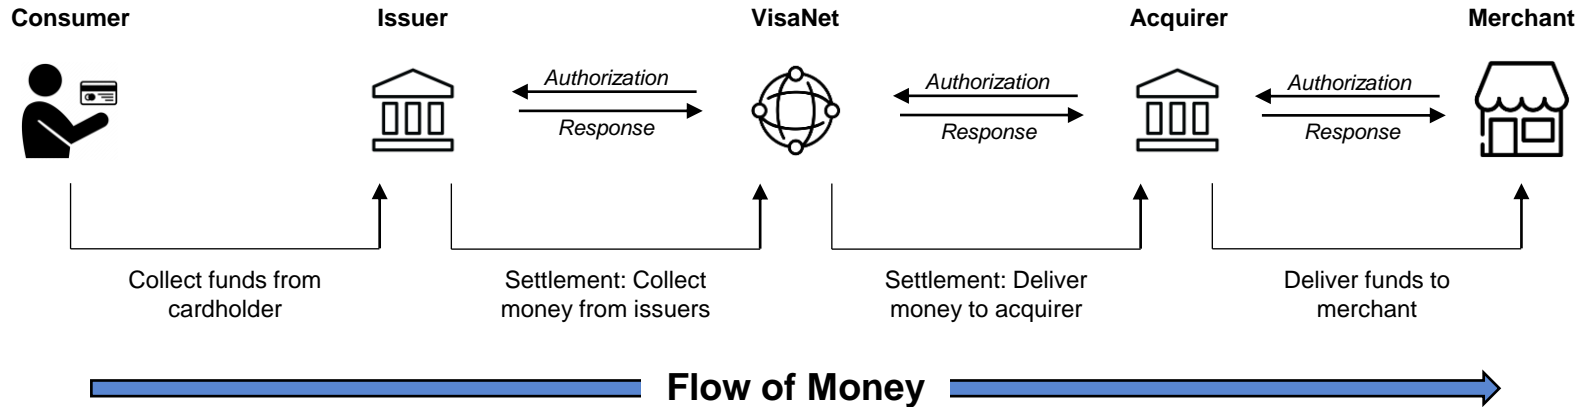 Consumer
Issuer
VisaNet
Acquirer
Merchant
Authorization
Response
Authorization
Response
Authorization
Response
Collect funds from
cardholder
Settlement: Collect
money from issuers
Settlement: Deliver
money to acquirer
Deliver funds to
merchant
Flow of Money